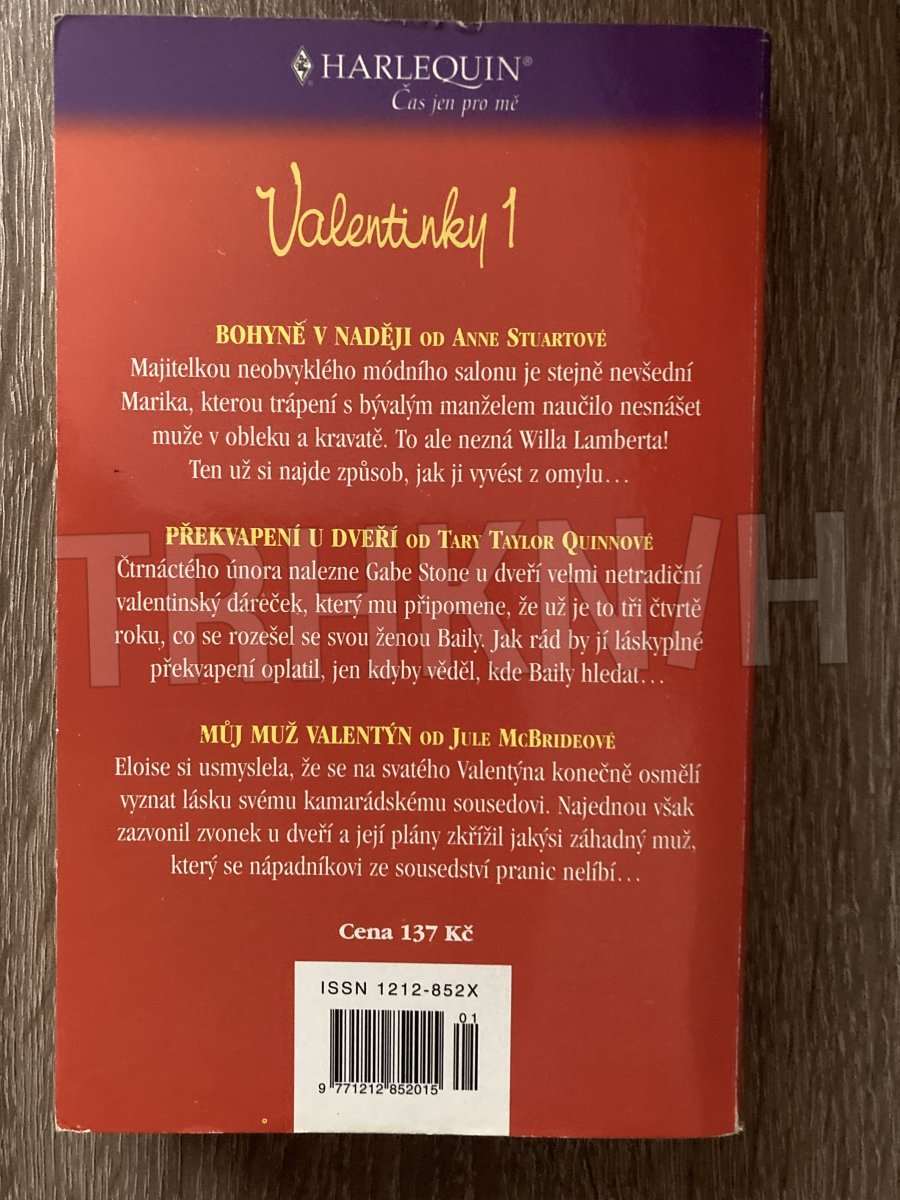 HARLEQUIN®
Čas jen pro mě
Valentinky 1
BOHYNĚ V NADĚJI OD ANNE STUARTOVÉ
Majitelkou neobvyklého módního salonu je stejně nevšední
Marika, kterou trápení s bývalým manželem naučilo nesnášet
muže v obleku a kravatě. To ale nezná Willa Lamberta!
Ten už si najde způsob, jak ji vyvést z omylu…
PŘEKVAPENÍ U DVEŘÍ OD TARY TAYLOR QUINNOVÉ
Čtrnáctého února nalezne Gabe Stone u dveří velmi netradiční
valentinský dáreček, který mu připomene, že už je to tři čtvrtě
roku, co se rozešel se svou ženou Baily. Jak rád by jí láskyplné
překvapení oplatil, jen kdyby věděl, kde Baily hledat…
TRHKN/H
MŮJ MUŽ VALENTÝN OD JULE MCBRIDEOVÉ
Eloise si usmyslela, že se na svatého Valentýna konečně osmělí
vyznat lásku svému kamarádskému sousedovi. Najednou však
zazvonil zvonek u dveří a její plány zkřížil jakýsi záhadný muž,
který se nápadníkovi ze sousedství pranic nelíbí…
Cena 137 Kč
ISSN 1212-852X
01
9 771212 852015